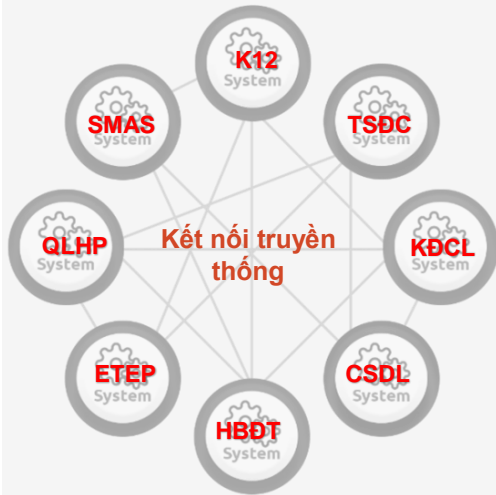 K12
System
SMAS
System
TSĐC
System
QLHP
System
Kết nối truyền
thống
KĐCL
System
ETEP
System
CSDL
System
HBĐT
System